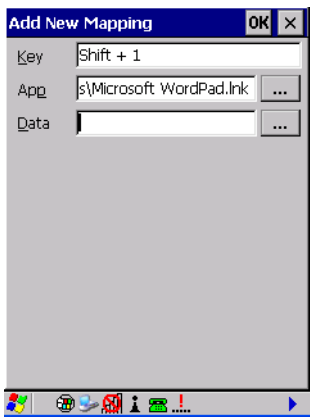 Add New Mapping OK ×
Key Shift + 1
App s\Microsoft WordPad.lnk ...
Data ...